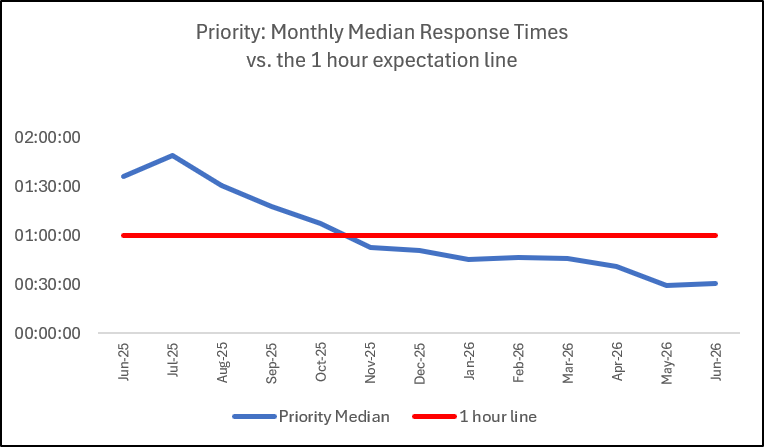 Priority: Monthly Median Response Times
vs. the 1 hour expectation line
02:00:00
01:30:00
01:00:00
00:30:00
00:00:00
Jun-25
Jul-25
Aug-25
Sep-25
Oct-25
Nov-25
Dec-25
Jan-26
Feb-26
Mar-26
Apr-26
May-26
Jun-26
Priority Median
1 hour line